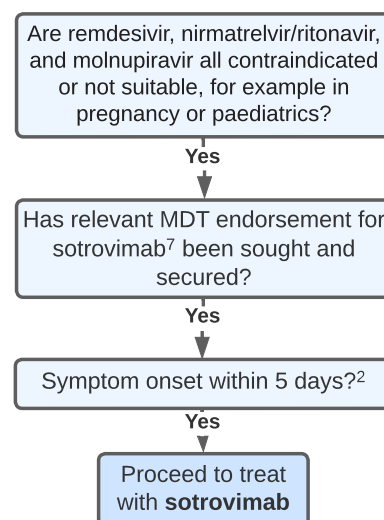 Are remdesivir, nirmatrelvir/ritonavir,
and molnupiravir all contraindicated
or not suitable, for example in
pregnancy or paediatrics?
Yes
Has relevant MDT endorsement for
sotrovimab⁷ been sought and
secured?
Yes
Symptom onset within 5 days?²
Yes
Proceed to treat
with sotrovimab